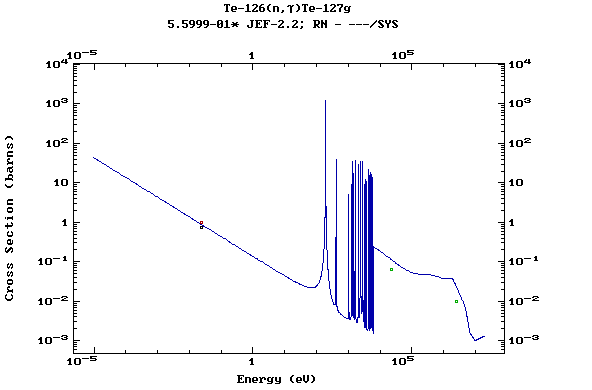 Te-126(n,γ)Te-127g
5.5999-01* JEF-2.2; RN - ---/SYS
10⁻⁵ 1 10⁵
10⁴ 10⁴
10³ 10³
10² 10²
10 10
1 1
10⁻¹ 10⁻¹
10⁻² 10⁻²
10⁻³ 10⁻³
10⁻⁵ 1 10⁵
Cross Section (barns)
Energy (eV)